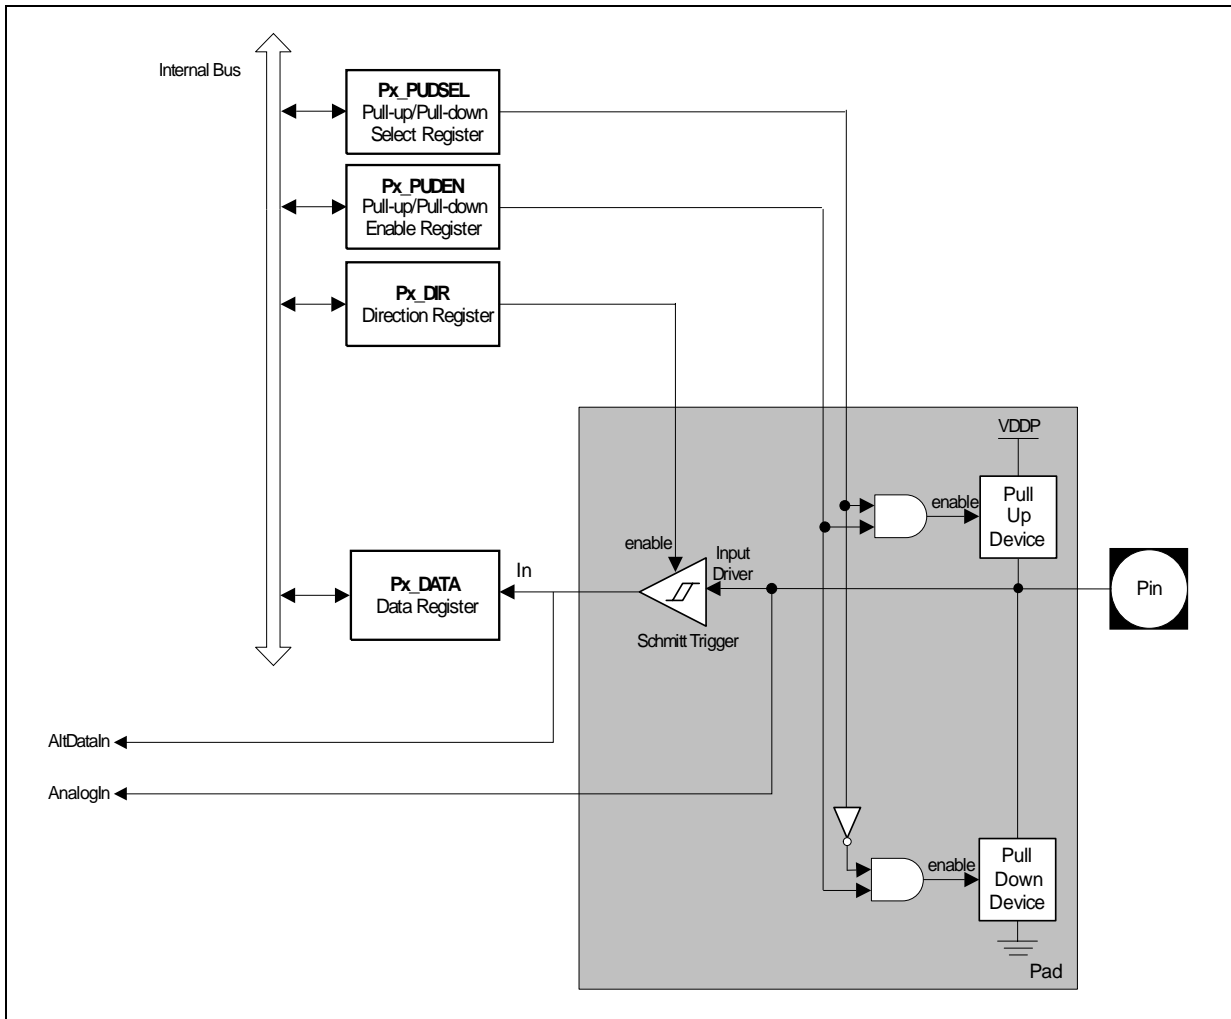 Internal Bus
Px_PUDSEL
Pull-up/Pull-down
Select Register
Px_PUDEN
Pull-up/Pull-down
Enable Register
Px_DIR
Direction Register
VDDP
enable
Pull
Up
Device
enable
Input
Driver
In
Px_DATA
Data Register
Schmitt Trigger
Pin
AltDataIn
AnalogIn
enable
Pull
Down
Device
Pad